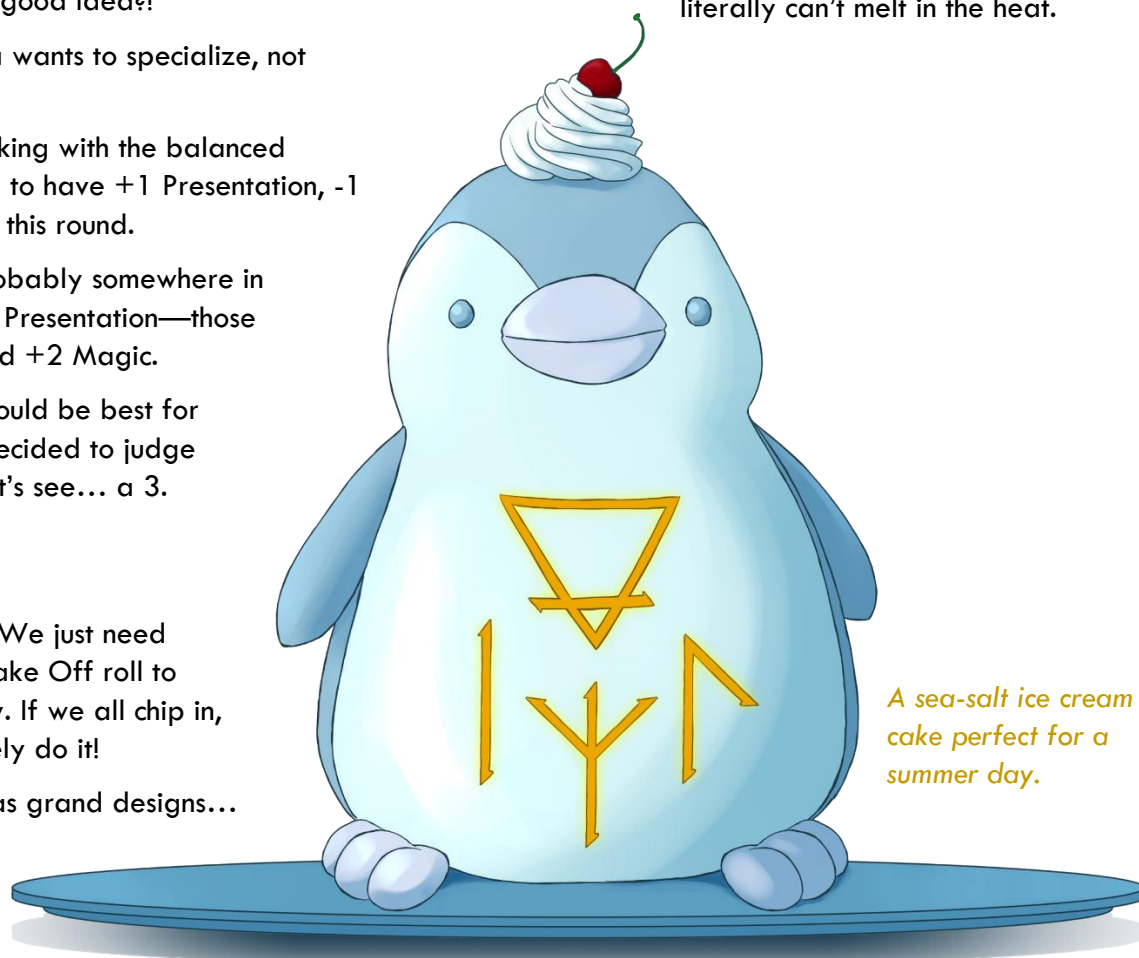 good idea?!
wants to specialize, not
king with the balanced
to have +1 Presentation, -1
this round.
obably somewhere in
Presentation—those
d +2 Magic.
ould be best for
ecided to judge
t's see… a 3.
We just need
ake Off roll to
y. If we all chip in,
ely do it!
as grand designs…
literally can't melt in the heat.
A sea-salt ice cream
cake perfect for a
summer day.